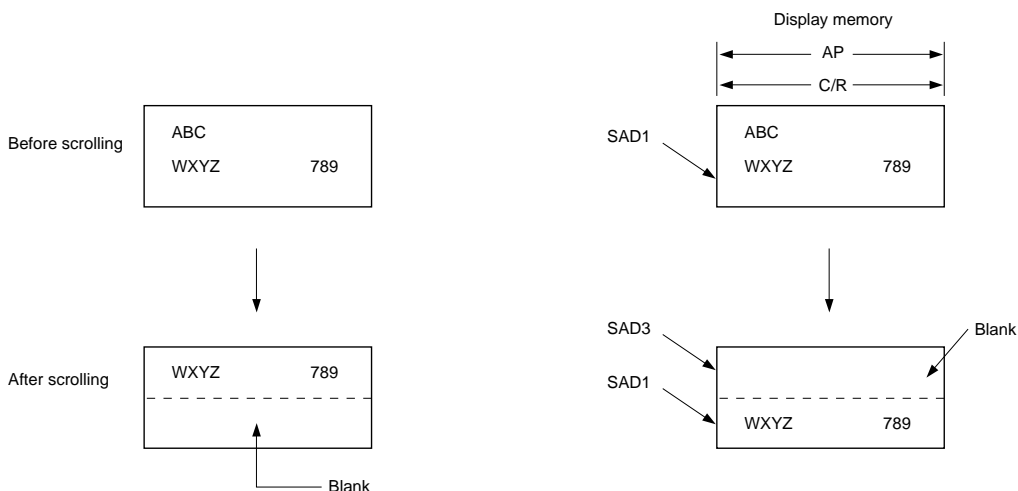 Display memory
AP
C/R
Before scrolling
ABC
WXYZ 789
SAD1
ABC
WXYZ 789
After scrolling
WXYZ 789
Blank
SAD3
SAD1
Blank
WXYZ 789